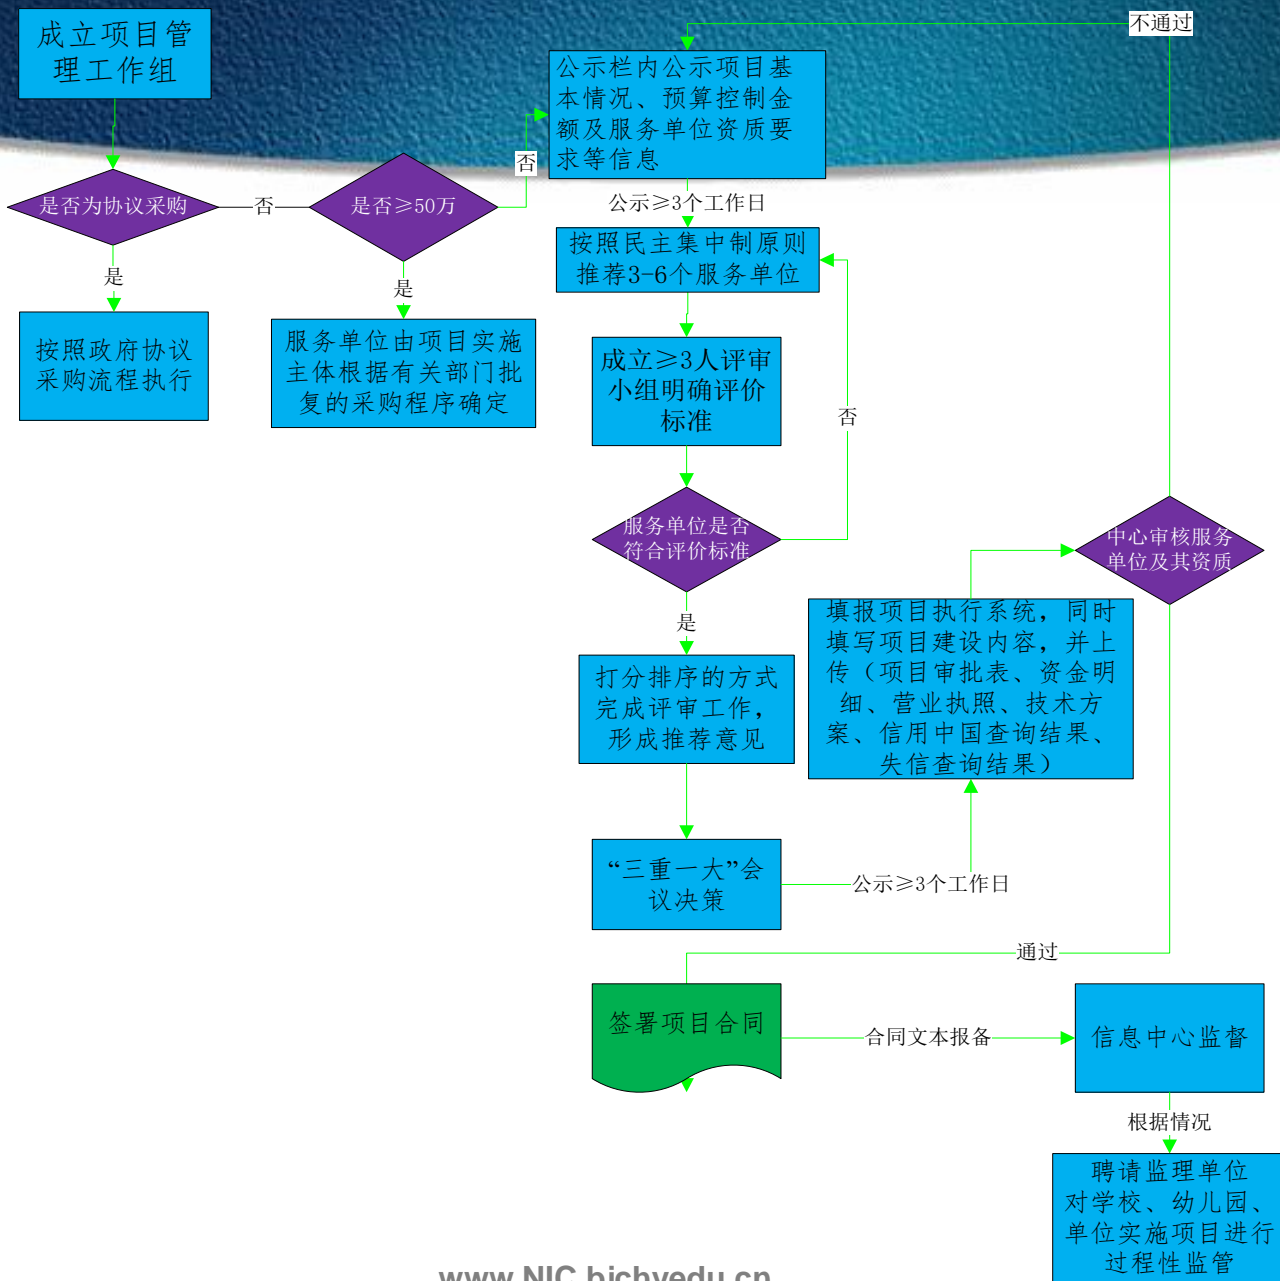 成立项目管
理工作组
是否为协议采购
否
是否≥50万
否
是
按照政府协议
采购流程执行
是
服务单位由项目实施
主体根据有关部门批
复的采购程序确定
不通过
公示栏内公示项目基
本情况、预算控制金
额及服务单位资质要
求等信息
公示≥3个工作日
按照民主集中制原则
推荐3-6个服务单位
成立≥3人评审
小组明确评价
标准
否
服务单位是否
符合评价标准
是
打分排序的方式
完成评审工作，
形成推荐意见
“三重一大”会
议决策
公示≥3个工作日
填报项目执行系统，同时
填写项目建设内容，并上
传（项目审批表、资金明
细、营业执照、技术方
案、信用中国查询结果、
失信查询结果）
中心审核服务
单位及其资质
通过
签署项目合同
合同文本报备
信息中心监督
根据情况
聘请监理单位
对学校、幼儿园、
单位实施项目进行
过程性监管
www.NIC.bjchyedu.cn